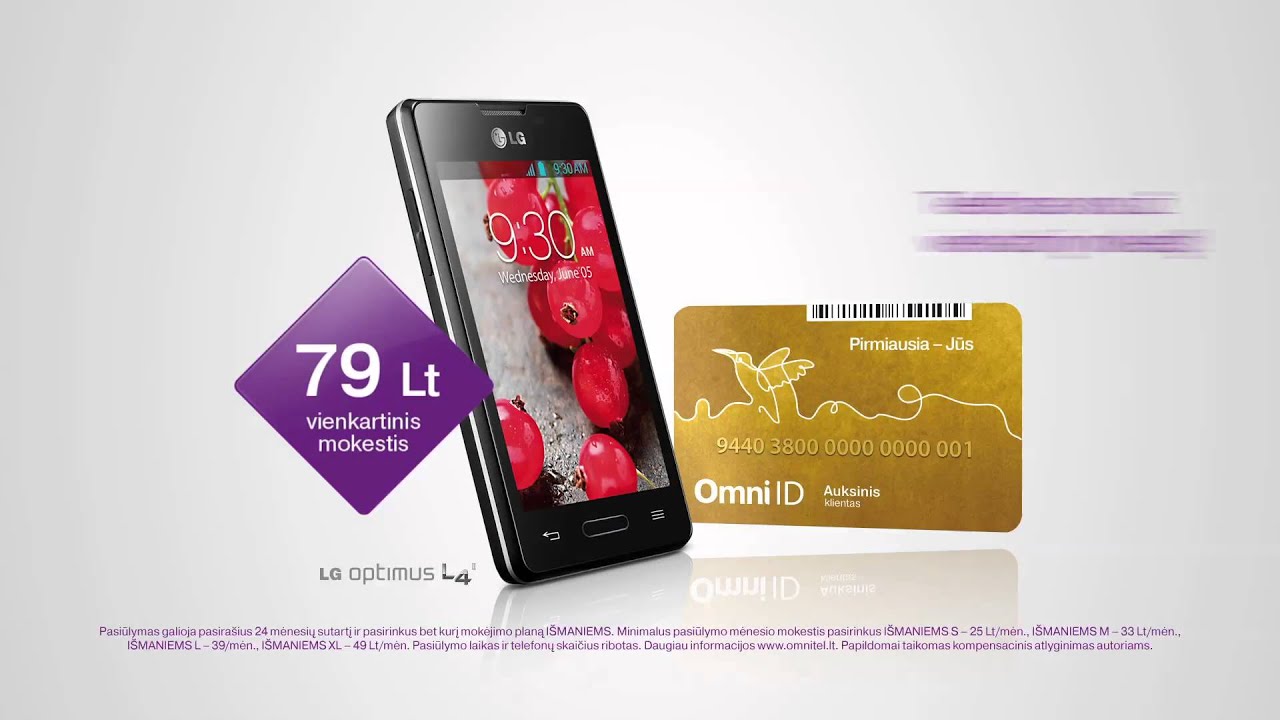 LG
9:30 AM
9:30 AM
Wednesday, June 05
79 Lt
vienkartinis
mokestis
Pirmiausia – Jūs
9440 3800 0000 0000 001
Omni ID Auksinis
klientas
LG optimus L4 II
Pasiūlymas galioja pasirašius 24 mėnesių sutartį ir pasirinkus bet kurį mokėjimo planą IŠMANIEMS. Minimalus pasiūlymo mėnesio mokestis pasirinkus IŠMANIEMS S – 25 Lt/mėn., IŠMANIEMS M – 33 Lt/mėn.,
IŠMANIEMS L – 39/mėn., IŠMANIEMS XL – 49 Lt/mėn. Pasiūlymo laikas ir telefonų skaičius ribotas. Daugiau informacijos www.omnitel.lt. Papildomai taikomas kompensacinis atlyginimas autoriams.